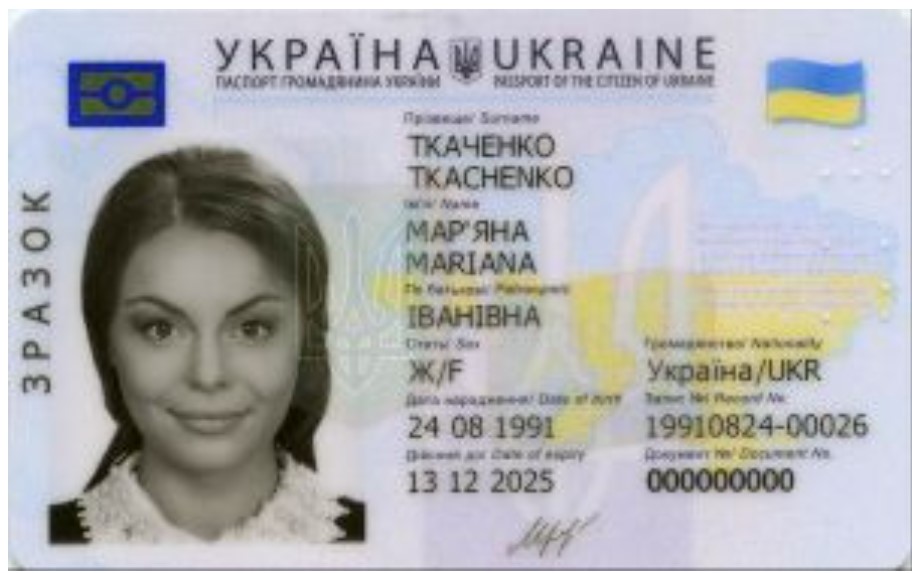 УКРАЇНА UKRAINE
ПАСПОРТ ГРОМАДЯНИНА УКРАЇНИ PASSPORT OF THE CITIZEN OF UKRAINE
ЗРАЗОК
Прізвище/ Surname
ТКАЧЕНКО
TKACHENKO
Ім'я/ Name
МАР'ЯНА
MARIANA
По батькові/ Patronymic
ІВАНІВНА
Стать/ Sex Громадянство/ Nationality
Ж/F Україна/UKR
Дата народження/ Date of birth Запис №/ Record No.
24 08 1991 19910824-00026
Дійсний до/ Date of expiry Документ №/ Document No.
13 12 2025 000000000